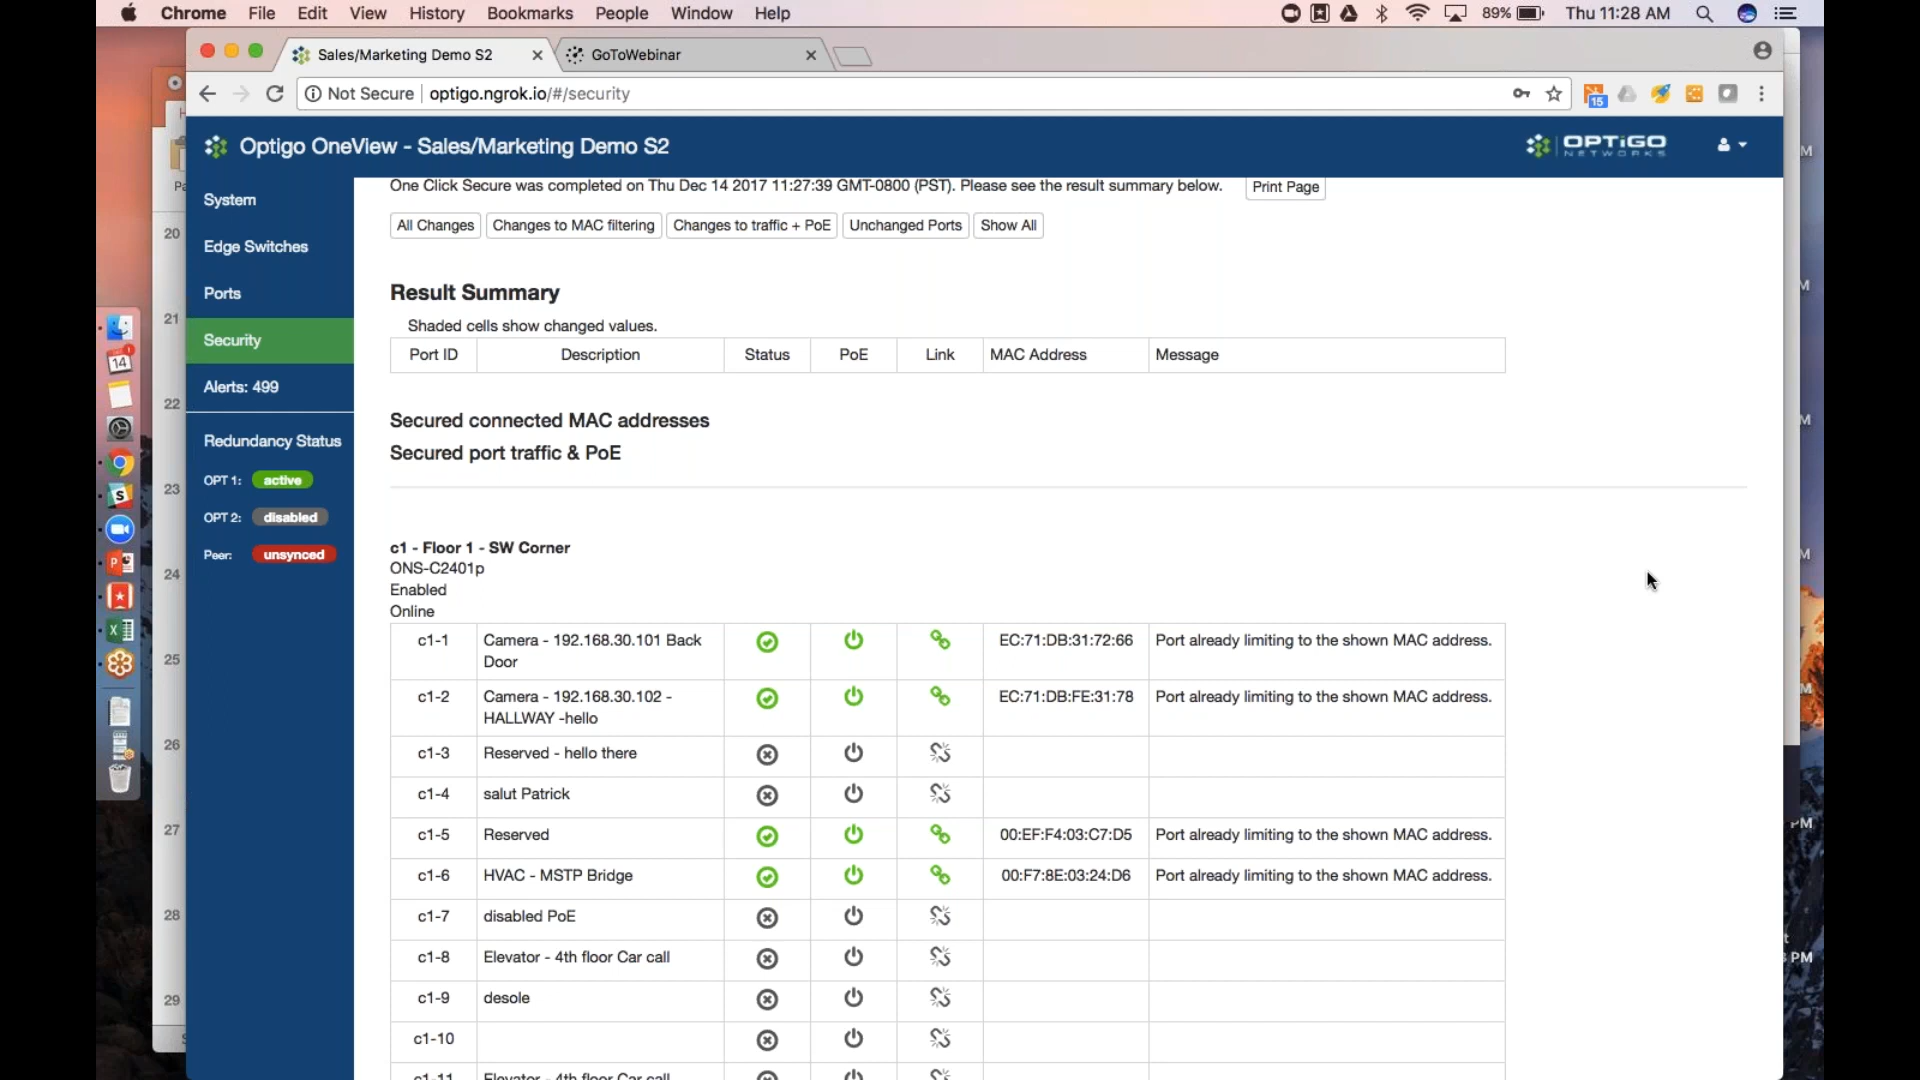 Chrome File Edit View History Bookmarks People Window Help 89% Thu 11:28 AM
Sales/Marketing Demo S2 GoToWebinar
Not Secure optigo.ngrok.io/#/security 15
Optigo OneView - Sales/Marketing Demo S2 OPTiGO NETWORKS
One Click Secure was completed on Thu Dec 14 2017 11:27:39 GMT-0800 (PST). Please see the result summary below. Print Page
All Changes Changes to MAC filtering Changes to traffic + PoE Unchanged Ports Show All
System
Edge Switches
Ports
Security
Alerts: 499
Redundancy Status
OPT 1: active
OPT 2: disabled
Peer: unsynced
Result Summary
Shaded cells show changed values.
Port ID Description Status PoE Link MAC Address Message
Secured connected MAC addresses
Secured port traffic & PoE
c1 - Floor 1 - SW Corner
ONS-C2401p
Enabled
Online
c1-1 Camera - 192.168.30.101 Back EC:71:DB:31:72:66 Port already limiting to the shown MAC address.
Door
c1-2 Camera - 192.168.30.102 - EC:71:DB:FE:31:78 Port already limiting to the shown MAC address.
HALLWAY -hello
c1-3 Reserved - hello there
c1-4 salut Patrick
c1-5 Reserved 00:EF:F4:03:C7:D5 Port already limiting to the shown MAC address.
c1-6 HVAC - MSTP Bridge 00:F7:8E:03:24:D6 Port already limiting to the shown MAC address.
c1-7 disabled PoE
c1-8 Elevator - 4th floor Car call
c1-9 desole
c1-10
c1-11 Elevator - 4th floor Car call
20
21
22
23
24
25
26
27
28
29
14